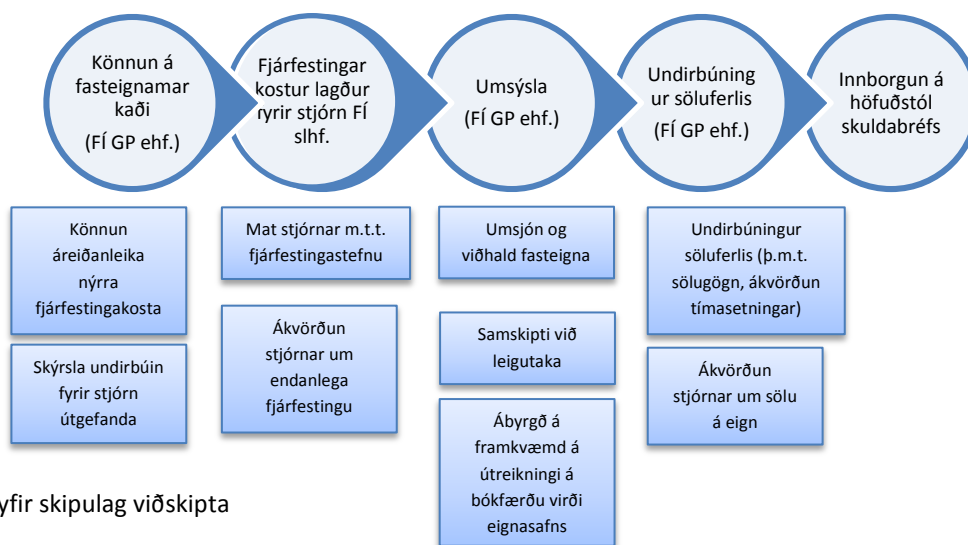 Könnun á
fasteignamar
kaði
(FÍ GP ehf.)
Fjárfestingar
kostur lagður
fyrir stjórn FÍ
slhf.
Umsýsla
(FÍ GP ehf.)
Undirbúning
ur söluferlis
(FÍ GP ehf.)
Innborgun á
höfuðstól
skuldabréfs
Könnun
áreiðanleika
nýrra
fjárfestingakosta
Skýrsla undirbúin
fyrir stjórn
útgefanda
Mat stjórnar m.t.t.
fjárfestingastefnu
Ákvörðun
stjórnar um
endanlega
fjárfestingu
Umsjón og
viðhald fasteigna
Samskipti við
leigutaka
Ábyrgð á
framkvæmd á
útreikningi á
bókfærðu virði
eignasafns
Undirbúningur
söluferlis (þ.m.t.
sölugögn, ákvörðun
tímasetningar)
Ákvörðun
stjórnar um sölu
á eign
yfir skipulag viðskipta